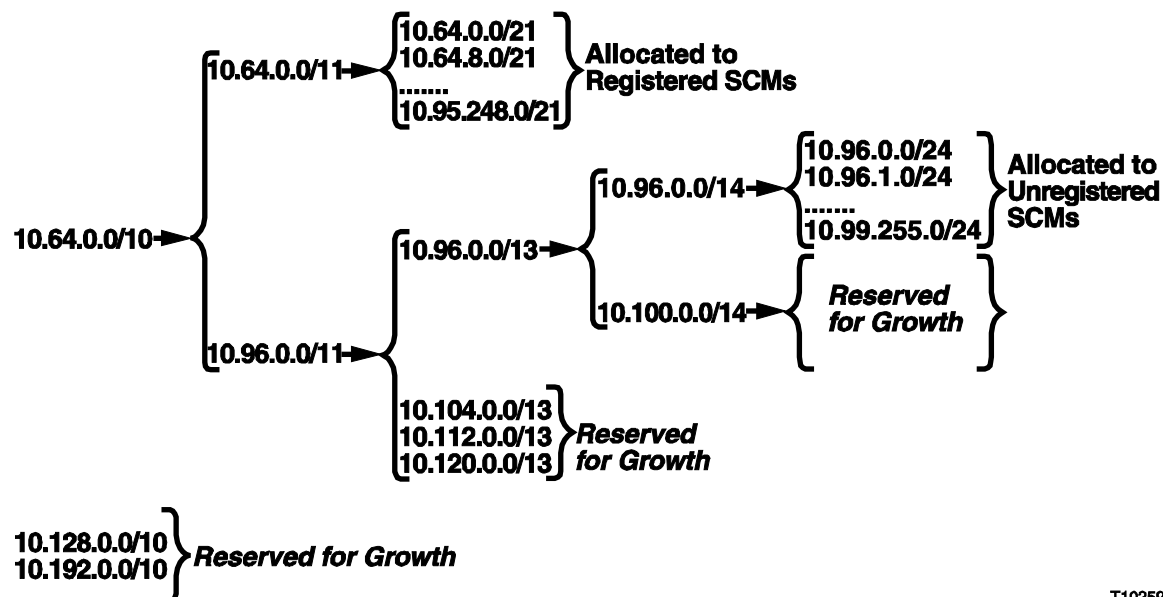 10.64.0.0/10
10.64.0.0/11
10.64.0.0/21
10.64.8.0/21
.......
10.95.248.0/21
Allocated to
Registered SCMs
10.96.0.0/11
10.96.0.0/13
10.96.0.0/14
10.96.0.0/24
10.96.1.0/24
.......
10.99.255.0/24
Allocated to
Unregistered
SCMs
10.100.0.0/14
Reserved
for Growth
10.104.0.0/13
10.112.0.0/13
10.120.0.0/13
Reserved
for Growth
10.128.0.0/10
10.192.0.0/10
Reserved for Growth